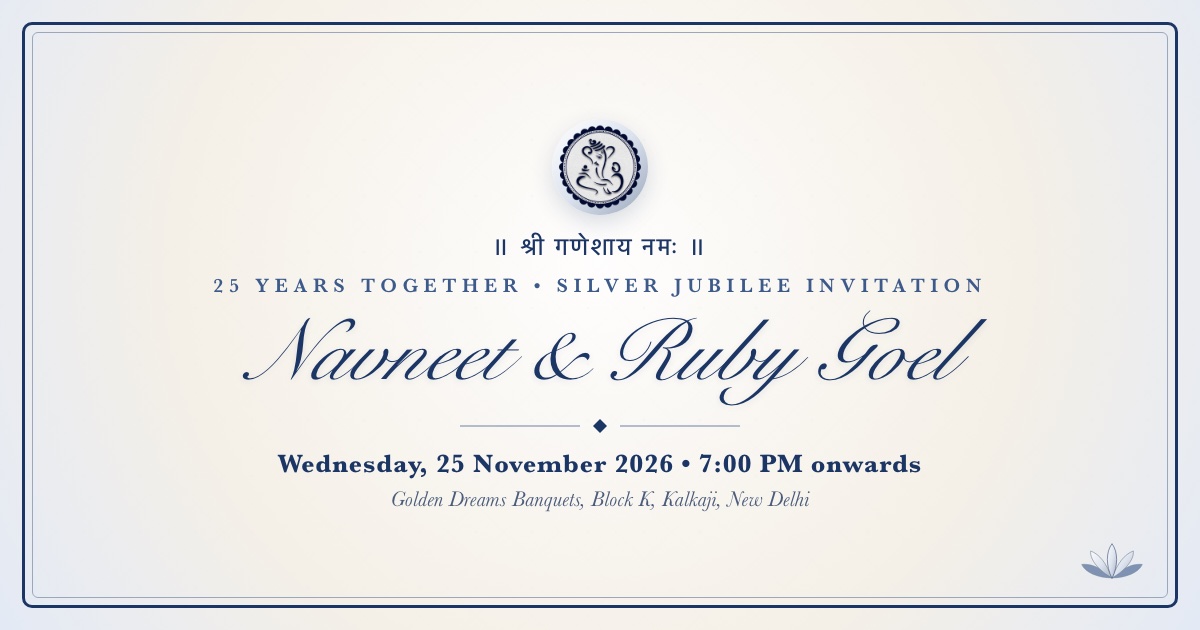 ॥ श्री गणेशाय नमः ॥
25 YEARS TOGETHER • SILVER JUBILEE INVITATION
Navneet & Ruby Goel
Wednesday, 25 November 2026 • 7:00 PM onwards
Golden Dreams Banquets, Block K, Kalkaji, New Delhi